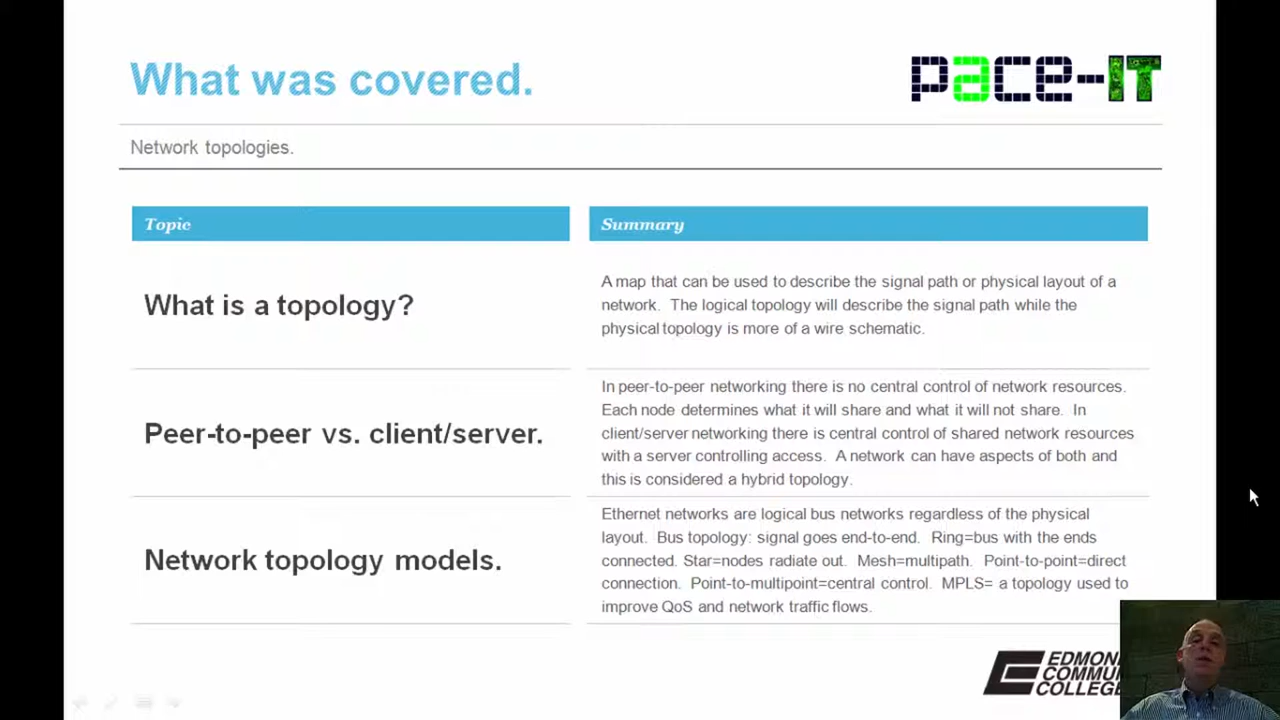 What was covered.
pace-IT
Network topologies.
Topic
Summary
What is a topology?
A map that can be used to describe the signal path or physical layout of a
network. The logical topology will describe the signal path while the
physical topology is more of a wire schematic.
Peer-to-peer vs. client/server.
In peer-to-peer networking there is no central control of network resources.
Each node determines what it will share and what it will not share. In
client/server networking there is central control of shared network resources
with a server controlling access. A network can have aspects of both and
this is considered a hybrid topology.
Network topology models.
Ethernet networks are logical bus networks regardless of the physical
layout. Bus topology: signal goes end-to-end. Ring=bus with the ends
connected. Star=nodes radiate out. Mesh=multipath. Point-to-point=direct
connection. Point-to-multipoint=central control. MPLS= a topology used to
improve QoS and network traffic flows.
EDMON
COMMU
COLLEGE